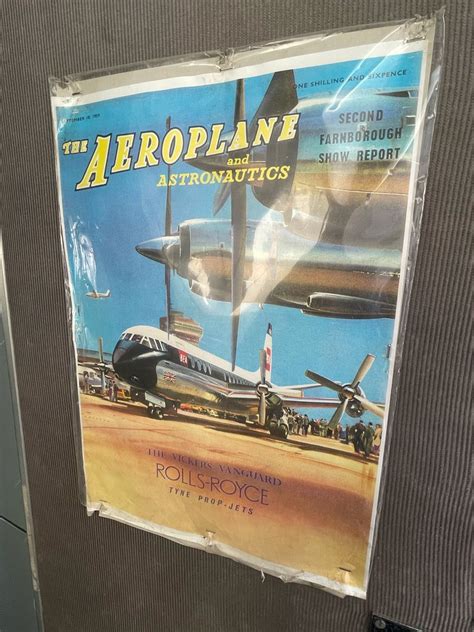 ONE SHILLING AND SIXPENCE
THE AEROPLANE
and
ASTRONAUTICS
SECOND
FARNBOROUGH
SHOW REPORT
BEA
THE VICKERS VANGUARD
ROLLS-ROYCE
TYNE PROP-JETS